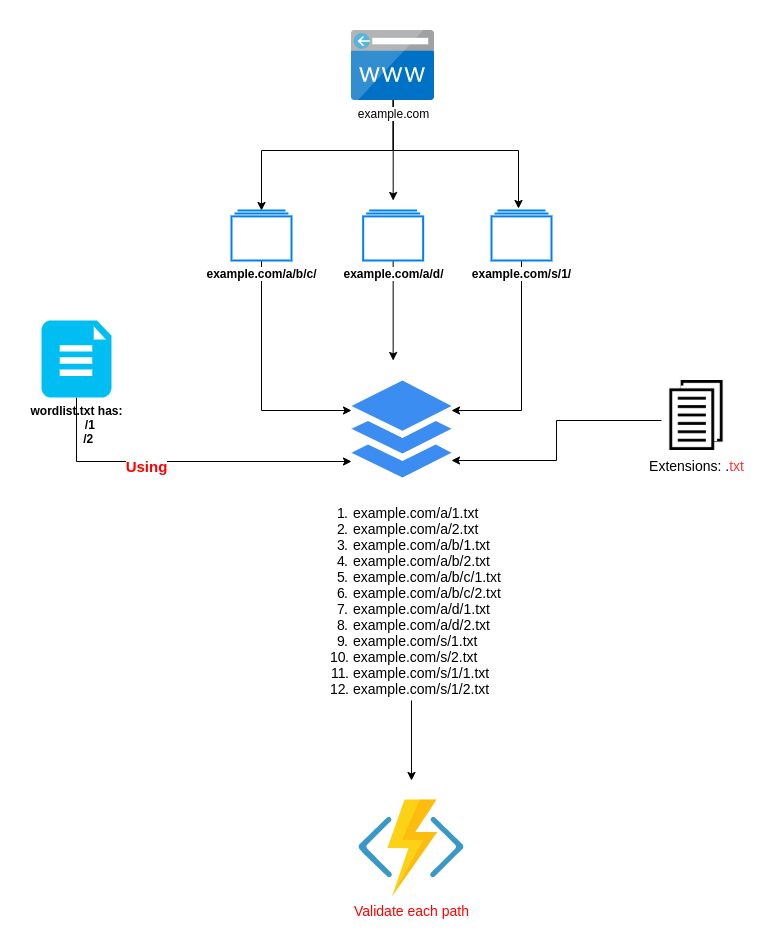 WWW
example.com
example.com/a/b/c/
example.com/a/d/
example.com/s/1/
wordlist.txt has:
/1
/2
Using
Extensions: .txt
1. example.com/a/1.txt
2. example.com/a/2.txt
3. example.com/a/b/1.txt
4. example.com/a/b/2.txt
5. example.com/a/b/c/1.txt
6. example.com/a/b/c/2.txt
7. example.com/a/d/1.txt
8. example.com/a/d/2.txt
9. example.com/s/1.txt
10. example.com/s/2.txt
11. example.com/s/1/1.txt
12. example.com/s/1/2.txt
Validate each path